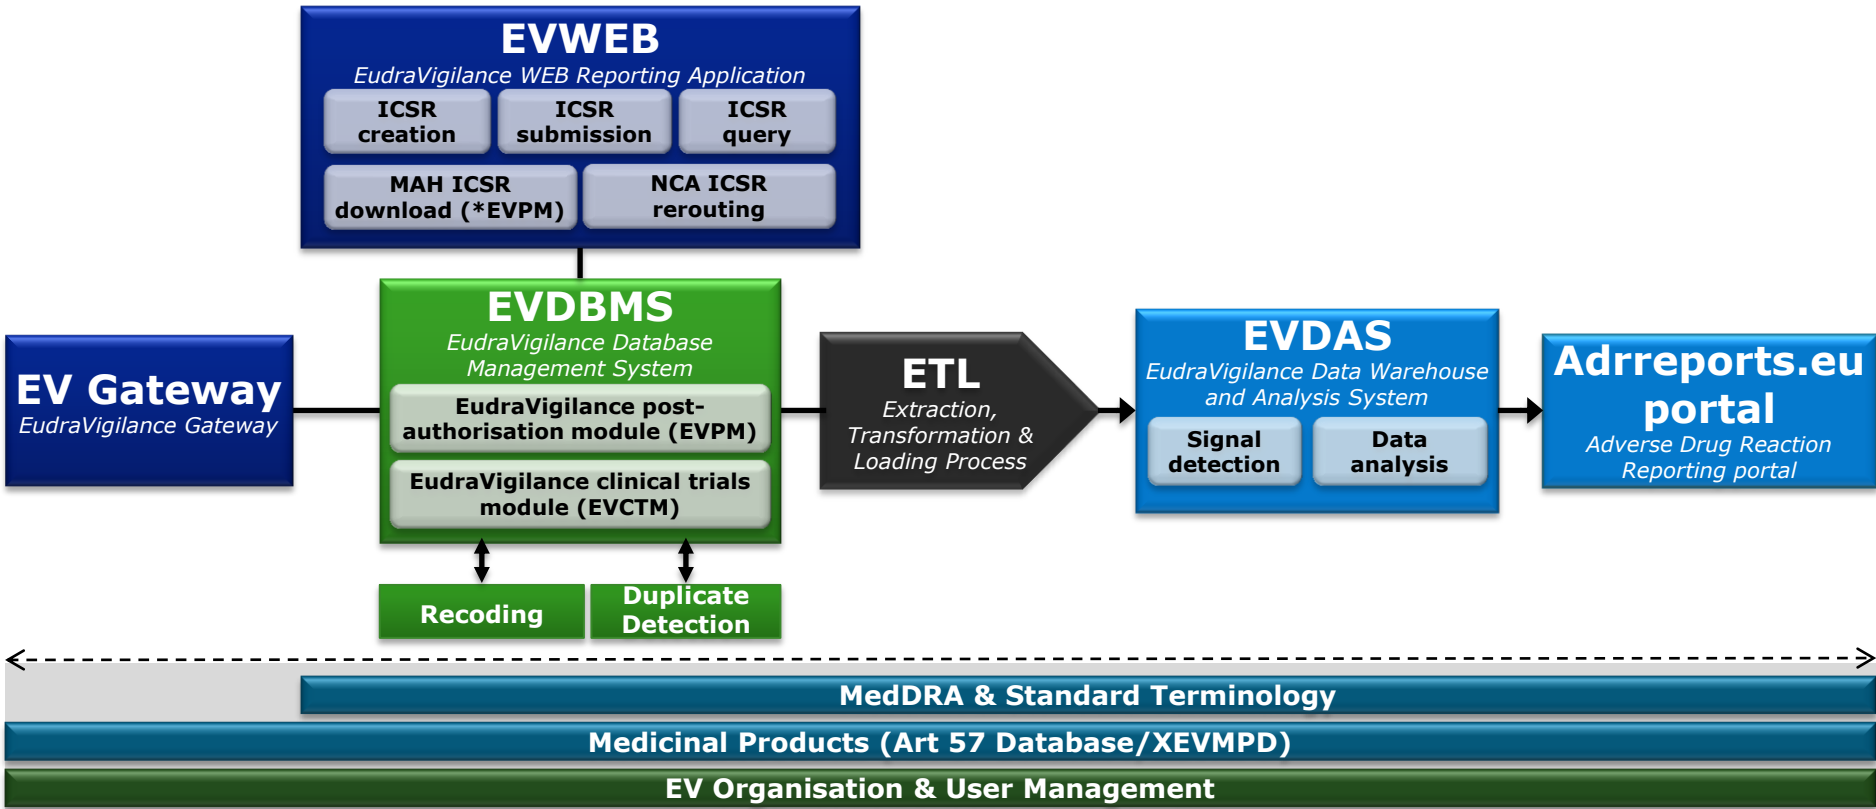 EVWEB
EudraVigilance WEB Reporting Application
ICSR
creation
ICSR
submission
ICSR
query
MAH ICSR
download (*EVPM)
NCA ICSR
rerouting
EV Gateway
EudraVigilance Gateway
EVDBMS
EudraVigilance Database
Management System
EudraVigilance post-
authorisation module (EVPM)
EudraVigilance clinical trials
module (EVCTM)
Recoding
Duplicate
Detection
ETL
Extraction,
Transformation &
Loading Process
EVDAS
EudraVigilance Data Warehouse
and Analysis System
Signal
detection
Data
analysis
Adrreports.eu
portal
Adverse Drug Reaction
Reporting portal
MedDRA & Standard Terminology
Medicinal Products (Art 57 Database/XEVMPD)
EV Organisation & User Management